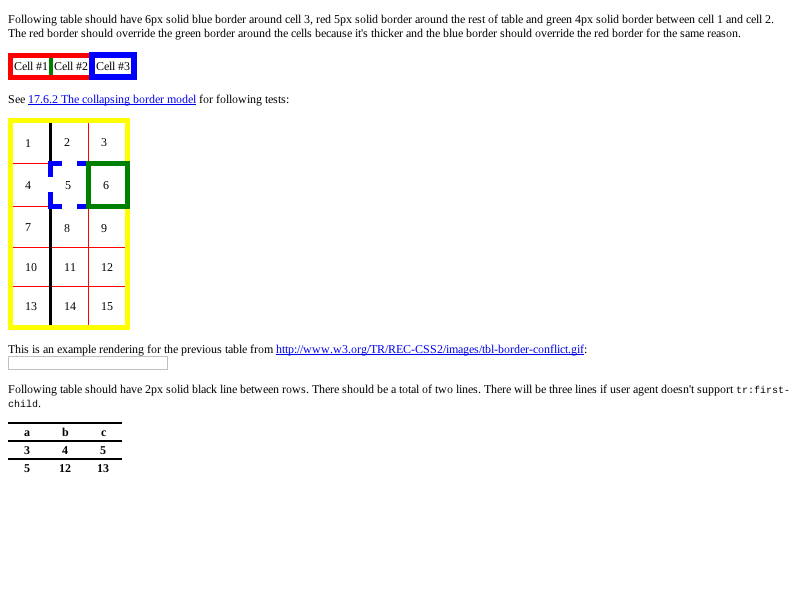 Following table should have 6px solid blue border around cell 3, red 5px solid border around the rest of table and green 4px solid border between cell 1 and cell 2.
The red border should override the green border around the cells because it's thicker and the blue border should override the red border for the same reason.
Cell #1 Cell #2 Cell #3
See 17.6.2 The collapsing border model for following tests:
1 2 3
4 5 6
7 8 9
10 11 12
13 14 15
This is an example rendering for the previous table from http://www.w3.org/TR/REC-CSS2/images/tbl-border-conflict.gif:
Following table should have 2px solid black line between rows. There should be a total of two lines. There will be three lines if user agent doesn't support tr:first-
child.
a b c
3 4 5
5 12 13